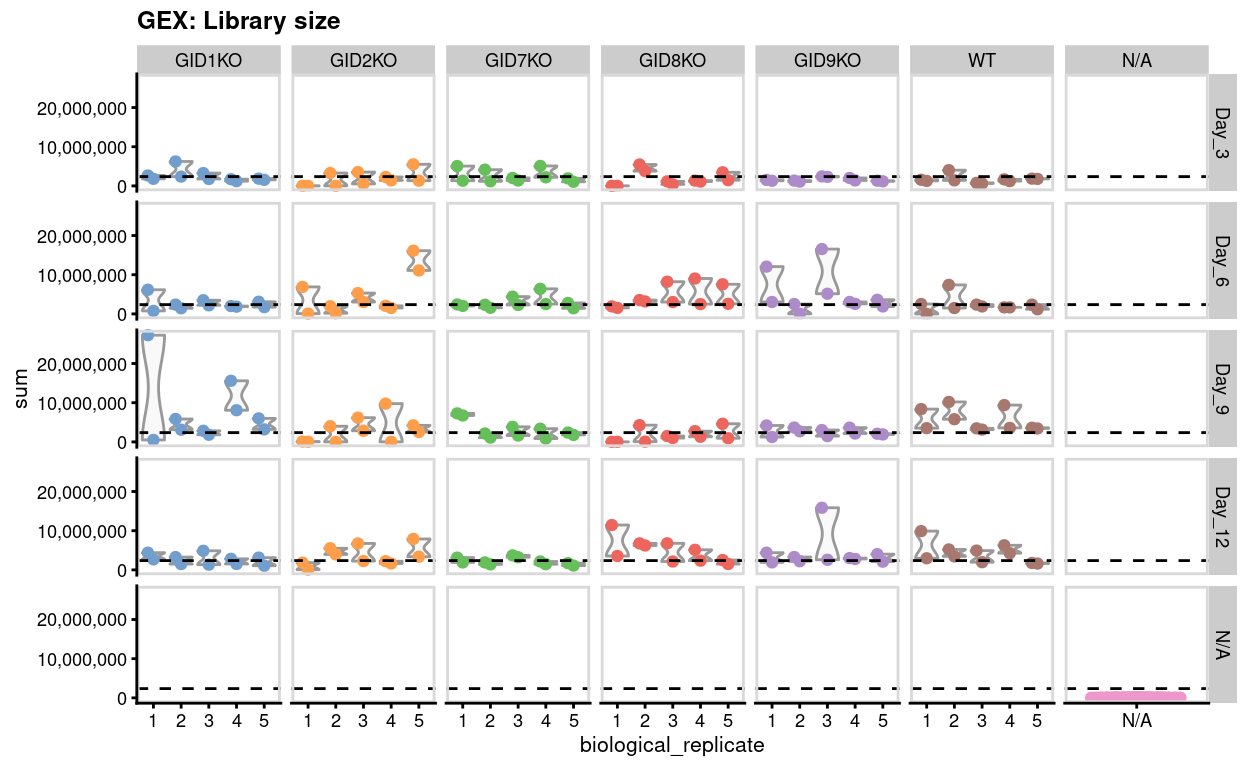 GEX: Library size
GID1KO GID2KO GID7KO GID8KO GID9KO WT N/A
20,000,000
10,000,000
0
Day_3
20,000,000
10,000,000
0
Day_6
sum
20,000,000
10,000,000
0
Day_9
20,000,000
10,000,000
0
Day_12
20,000,000
10,000,000
0
N/A
1 2 3 4 5 1 2 3 4 5 1 2 3 4 5 1 2 3 4 5 1 2 3 4 5 1 2 3 4 5 N/A
biological_replicate